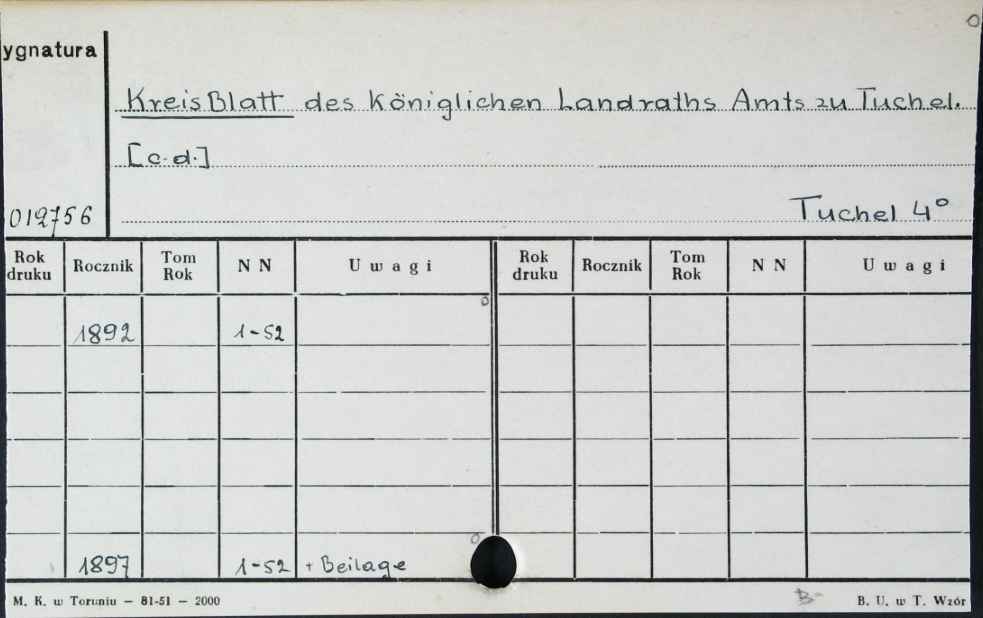 ygnatura
KreisBlatt des Königlichen Landraths Amts zu Tuchel.
[c.d.]
012756 Tuchel 4°
Rok druku Rocznik Tom Rok N N Uwagi Rok druku Rocznik Tom Rok N N Uwagi
1892 1-52
1897 1-52 + Beilage
M. K. w Toruniu — 81-51 — 2000 B- B. U. w T. Wzór